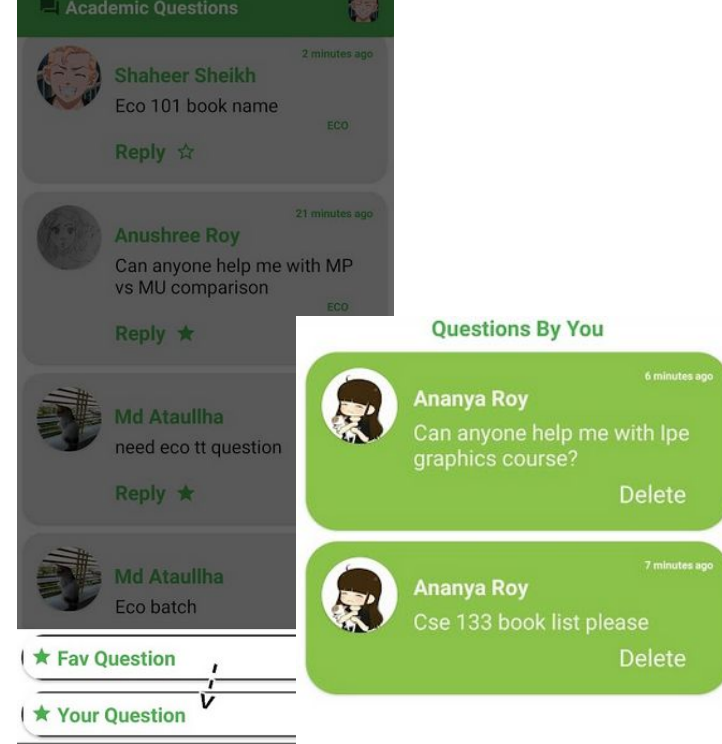 Academic Questions
2 minutes ago
Shaheer Sheikh
Eco 101 book name
ECO
Reply
21 minutes ago
Anushree Roy
Can anyone help me with MP
vs MU comparison
ECO
Reply
Md Ataullha
need eco tt question
Reply
Md Ataullha
Eco batch
Fav Question
Your Question
Questions By You
6 minutes ago
Ananya Roy
Can anyone help me with Ipe
graphics course?
Delete
7 minutes ago
Ananya Roy
Cse 133 book list please
Delete